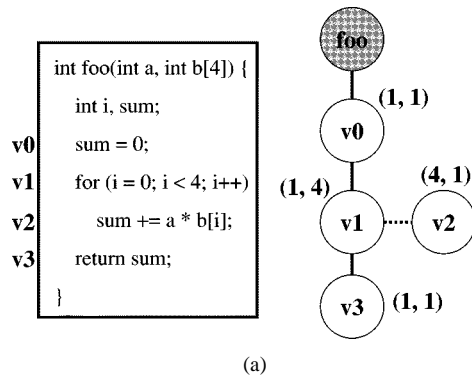 int foo(int a, int b[4]) {
int i, sum;
v0 sum = 0;
v1 for (i = 0; i < 4; i++)
v2 sum += a * b[i];
v3 return sum;
}
foo
(1, 1)
v0
(1, 4)
(4, 1)
v1
v2
v3
(1, 1)
(a)